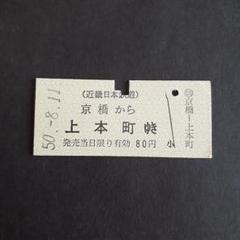 50.-8.11
(近畿日本鉄道)
京橋から
上本町ゆき
発売当日限り有効 80円 小
京橋-上本町